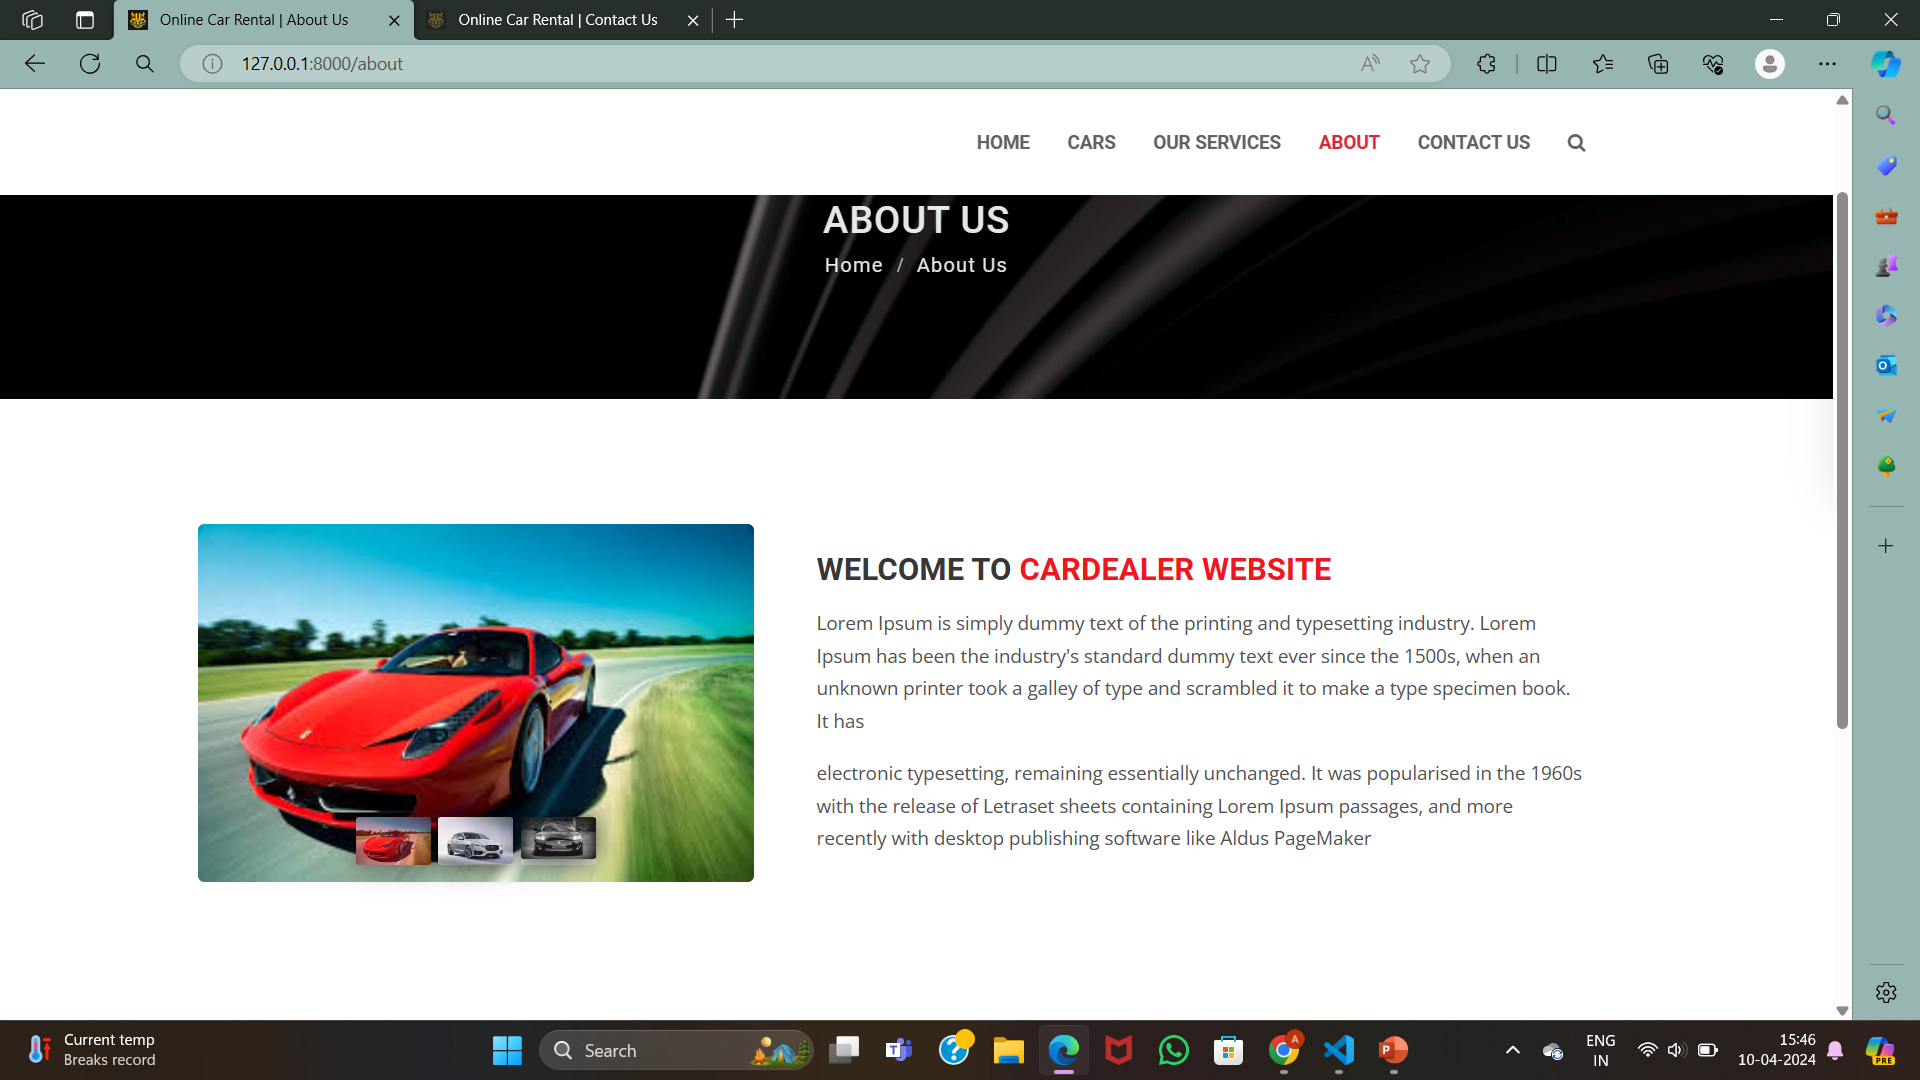 Online Car Rental | About Us
Online Car Rental | Contact Us
127.0.0.1:8000/about
HOME CARS OUR SERVICES ABOUT CONTACT US
ABOUT US
Home / About Us
WELCOME TO CARDEALER WEBSITE
Lorem Ipsum is simply dummy text of the printing and typesetting industry. Lorem
Ipsum has been the industry's standard dummy text ever since the 1500s, when an
unknown printer took a galley of type and scrambled it to make a type specimen book.
It has
electronic typesetting, remaining essentially unchanged. It was popularised in the 1960s
with the release of Letraset sheets containing Lorem Ipsum passages, and more
recently with desktop publishing software like Aldus PageMaker
Current temp
Breaks record
Search
A
ENG
IN
15:46
10-04-2024
PRE